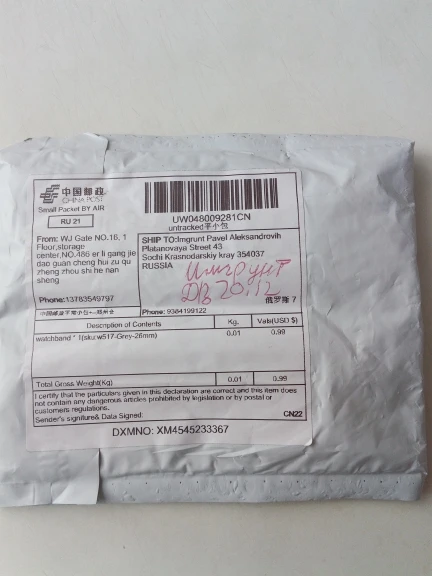 中国邮政
CHINA POST
Small Packet BY AIR
RU 21
UW048009281CN
untracked平小包
From: WJ Gate NO.16, 1
Floor,storage
center,NO.486 er li gang jie
dao guan cheng hui zu qu
zheng zhou shi he nan
sheng
Phone:13783549797
SHIP TO:Imgrunt Pavel Aleksandrovih
Platanovaya Street 43
Sochi Krasnodarskiy kray 354037
RUSSIA
Имгрунт
ДВ 20.12
俄罗斯 7
Phone: 9384199122
Description of Contents
Kg.
Vals(USD $)
watchband * 1(sku:w517-Grey-26mm)
0.01
0.99
Total Gross Weight(Kg)
0.01
0.99
I certify that the particulars given in this declaration are correct and this item does
not contain any dangerous articles prohibited by legislation or by postal or
customers regulations.
Sender's signiture& Data Signed:
CN22
DXMNO: XM4545233367